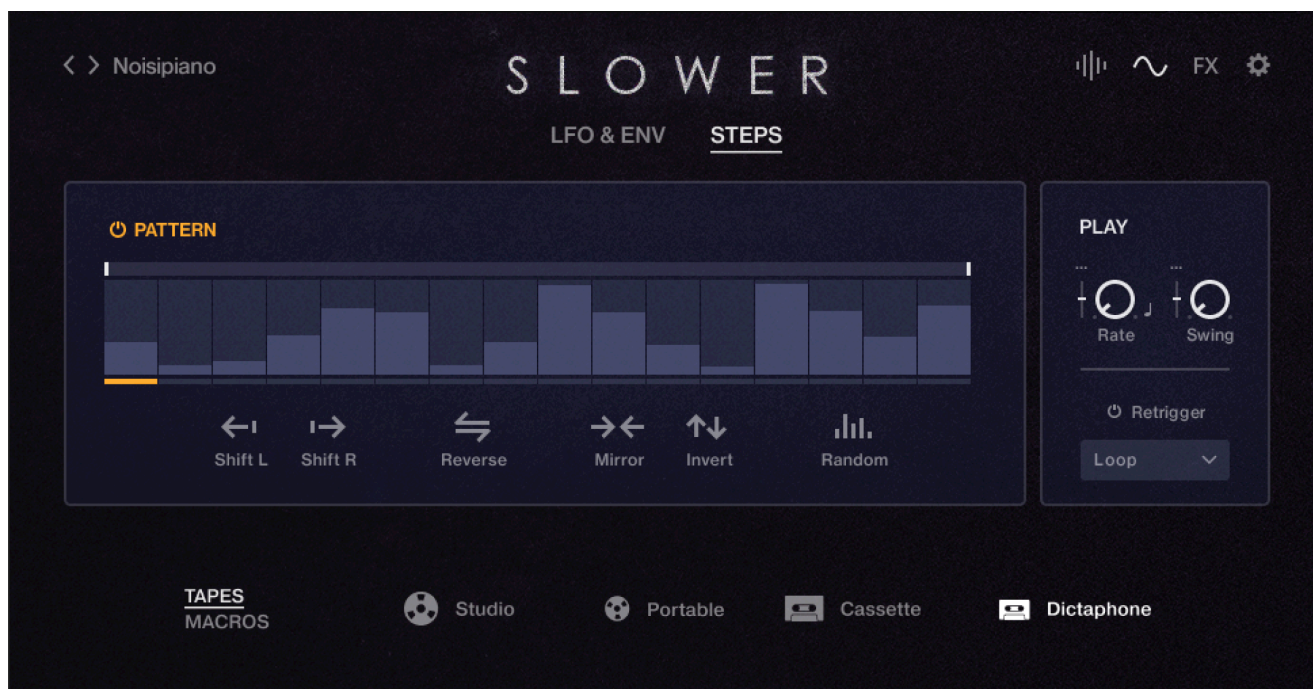 Noisipiano
SLOWER
FX
LFO & ENV STEPS
PATTERN
PLAY
Rate Swing
Shift L Shift R Reverse Mirror Invert Random
Retrigger
Loop
TAPES
MACROS
Studio Portable Cassette Dictaphone